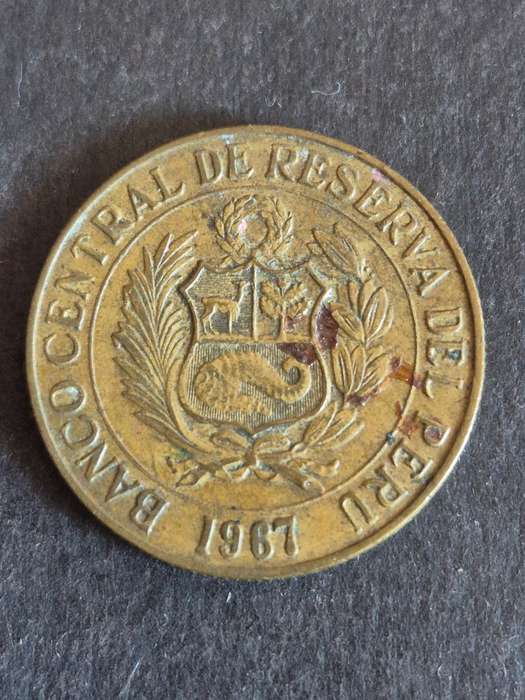 BANCO CENTRAL DE RESERVA DEL PERU
1967